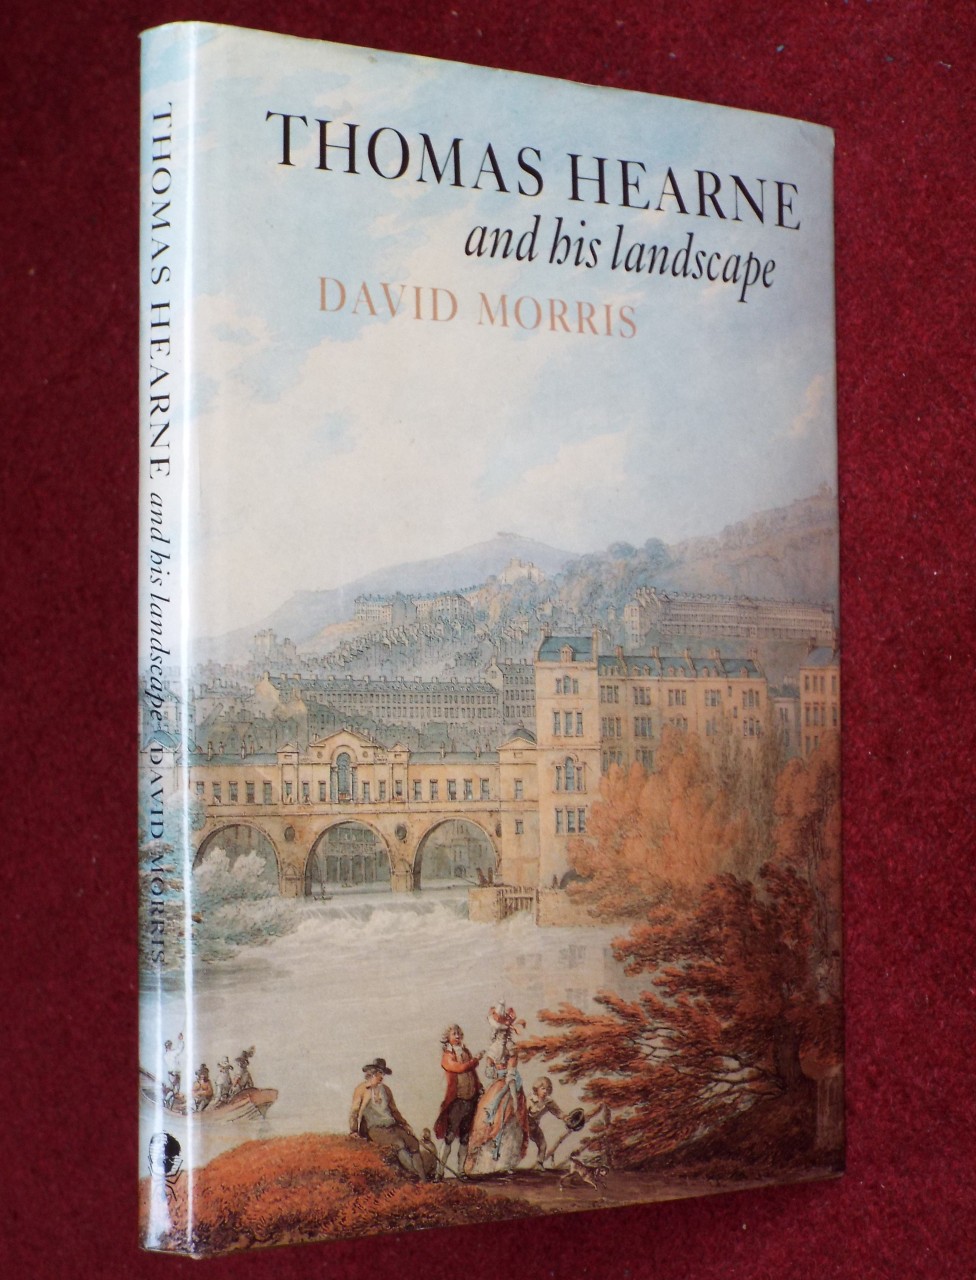 THOMAS HEARNE
and his landscape
DAVID MORRIS
THOMAS HEARNE and his landscape DAVID MORRIS